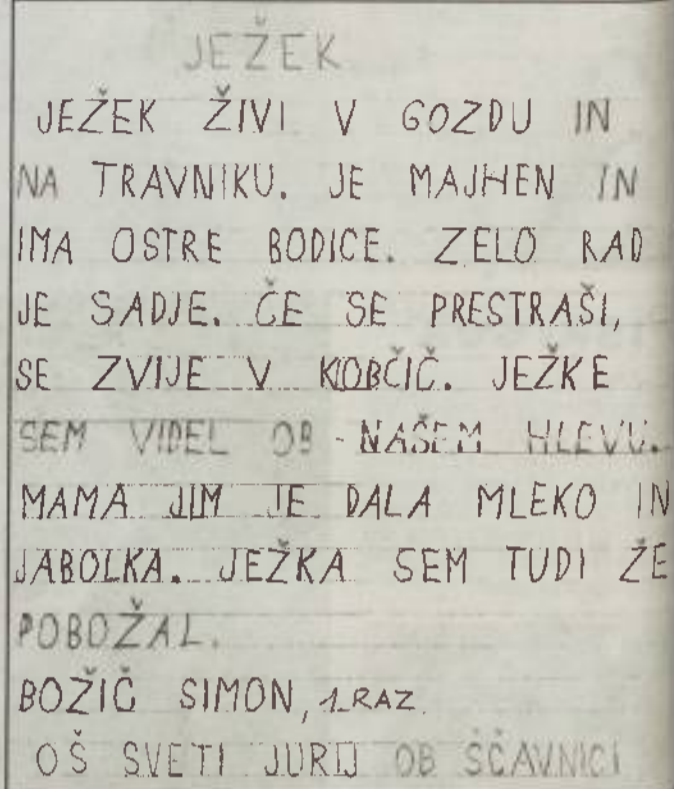 JEŽEK
JEŽEK ŽIVI V GOZDU IN
NA TRAVNIKU. JE MAJHEN IN
IMA OSTRE BODICE. ZELO RAD
JE SADJE. ČE SE PRESTRAŠI,
SE ZVIJE V KOBČIČ. JEŽKE
SEM VIDEL OB NAŠEM HLEVU.
MAMA JIM JE DALA MLEKO IN
JABOLKA. JEŽKA SEM TUDI ŽE
POBOŽAL.
BOŽIČ SIMON, 1. RAZ.
OŠ SVETI JURIJ OB ŠČAVNICI